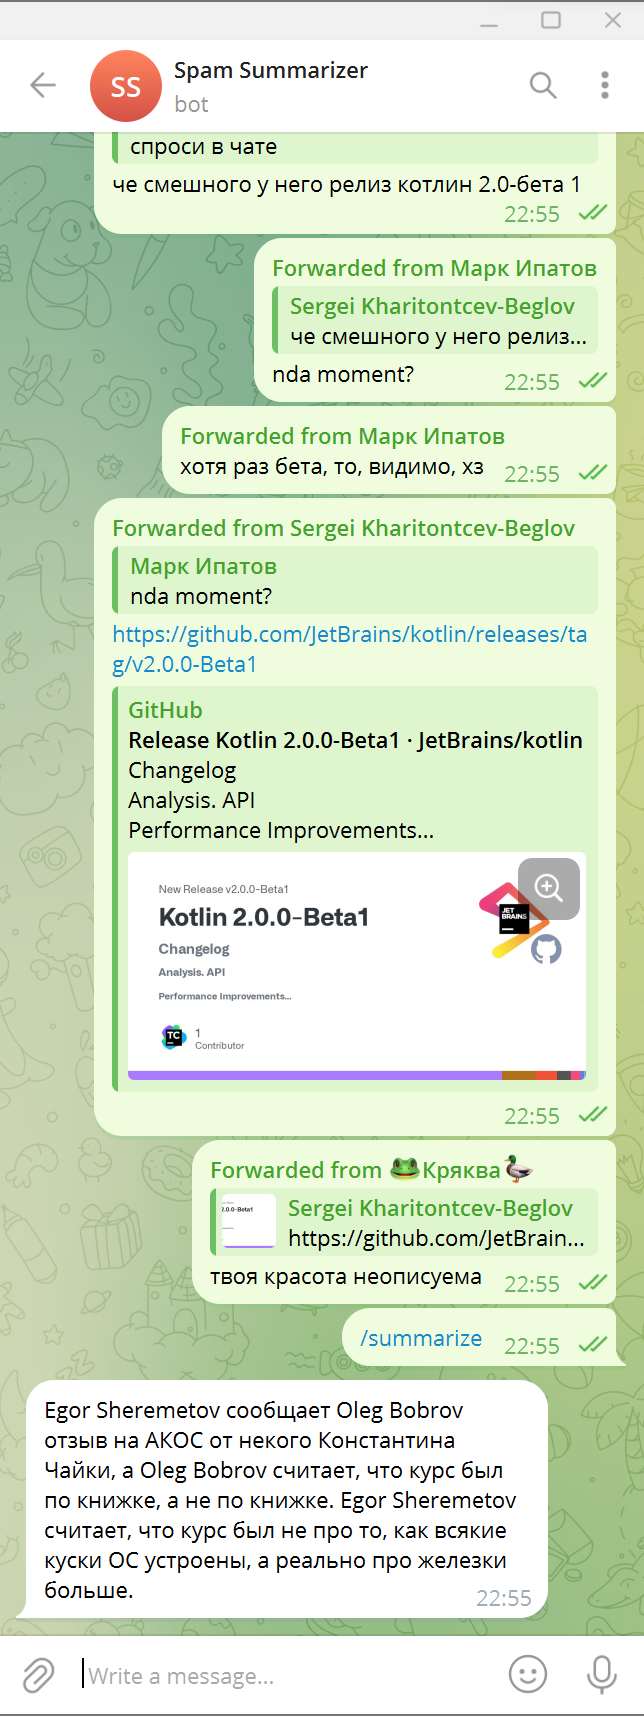 SS
Spam Summarizer
bot
спроси в чате
че смешного у него релиз котлин 2.0-бета 1
22:55
Forwarded from Марк Ипатов
Sergei Kharitontcev-Beglov
че смешного у него релиз...
nda moment?
22:55
Forwarded from Марк Ипатов
хотя раз бета, то, видимо, хз
22:55
Forwarded from Sergei Kharitontcev-Beglov
Марк Ипатов
nda moment?
https://github.com/JetBrains/kotlin/releases/ta
g/v2.0.0-Beta1
GitHub
Release Kotlin 2.0.0-Beta1 · JetBrains/kotlin
Changelog
Analysis. API
Performance Improvements...
New Release v2.0.0-Beta1
Kotlin 2.0.0-Beta1
Changelog
Analysis. API
Performance Improvements...
JET
BRAINS
TC
1
Contributor
22:55
Forwarded from 🐸Кряква🦆
2.0.0-Beta1
Sergei Kharitontcev-Beglov
https://github.com/JetBrain...
твоя красота неописуема
22:55
/summarize
22:55
Egor Sheremetov сообщает Oleg Bobrov
отзыв на АКОС от некого Константина
Чайки, а Oleg Bobrov считает, что курс был
по книжке, а не по книжке. Egor Sheremetov
считает, что курс был не про то, как всякие
куски ОС устроены, а реально про железки
больше.
22:55
Write a message...